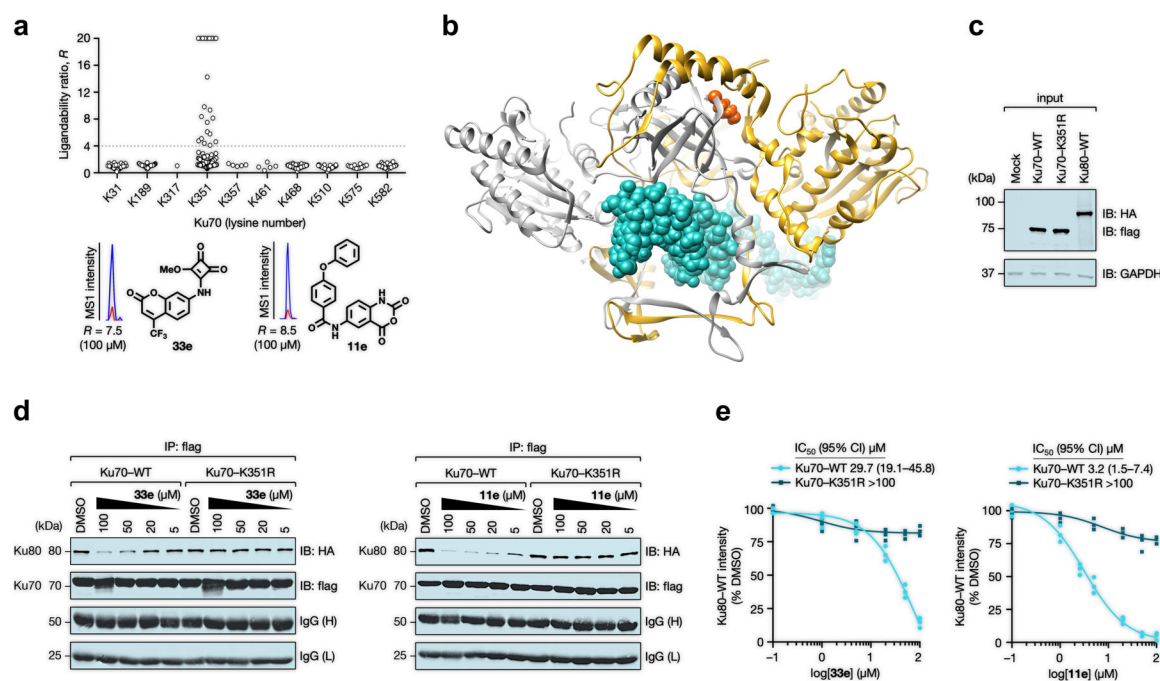 a
Ligandability ratio, R
20
16
12
8
4
0
K31
K189
K317
K351
K357
K461
K468
K510
K575
K582
Ku70 (lysine number)
MS1 intensity
R = 7.5
(100 µM)
MeO
O
O
NH
O
O
CF₃
33e
MS1 intensity
R = 8.5
(100 µM)
O
O
N
H
H
N
O
O
O
11e
b
c
input
Mock
Ku70–WT
Ku70–K351R
Ku80–WT
(kDa)
100
75
IB: HA
IB: flag
37
IB: GAPDH
d
IP: flag
Ku70–WT
Ku70–K351R
33e (µM)
33e (µM)
DMSO
100
50
20
5
DMSO
100
50
20
5
(kDa)
Ku80 80
IB: HA
Ku70 70
IB: flag
50
IgG (H)
25
IgG (L)
IP: flag
Ku70–WT
Ku70–K351R
11e (µM)
11e (µM)
DMSO
100
50
20
5
DMSO
100
50
20
5
(kDa)
Ku80 80
IB: HA
Ku70 70
IB: flag
50
IgG (H)
25
IgG (L)
e
IC₅₀ (95% CI) µM
Ku70–WT 29.7 (19.1–45.8)
Ku70–K351R >100
Ku80–WT intensity
(% DMSO)
100
75
50
25
0
−1
0
1
2
log[33e] (µM)
IC₅₀ (95% CI) µM
Ku70–WT 3.2 (1.5–7.4)
Ku70–K351R >100
Ku80–WT intensity
(% DMSO)
100
75
50
25
0
−1
0
1
2
log[11e] (µM)